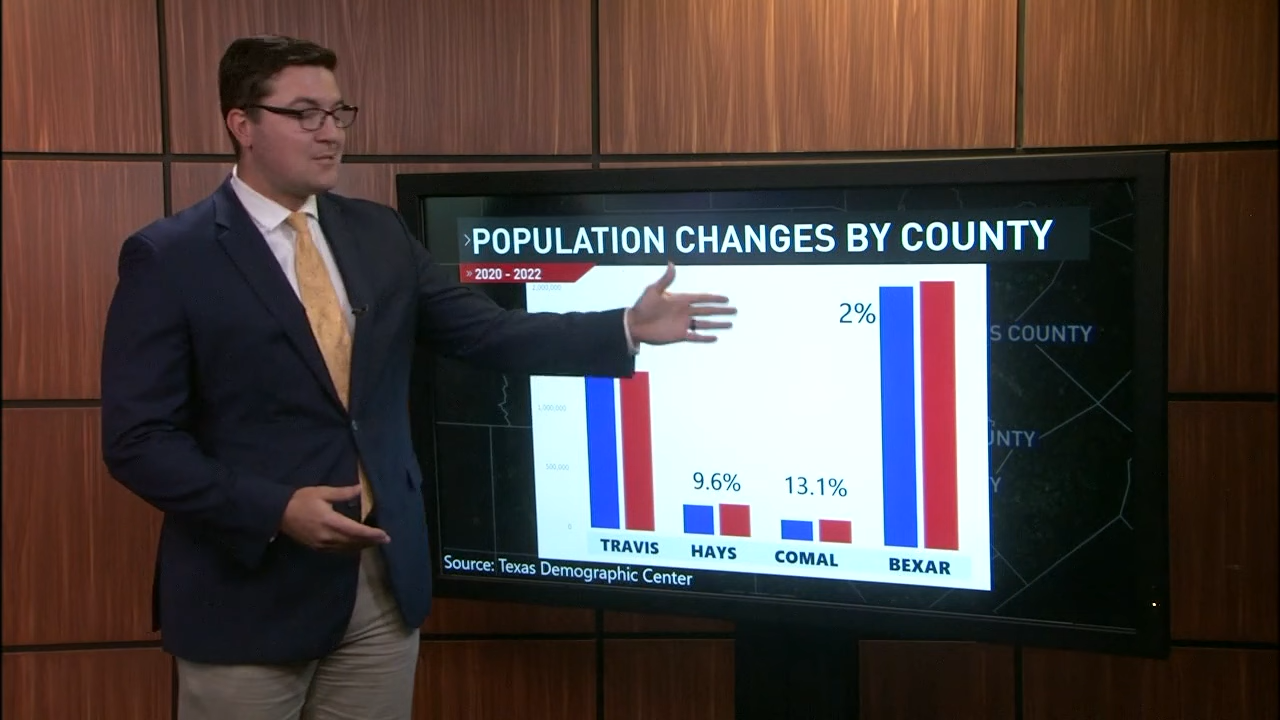 POPULATION CHANGES BY COUNTY
2020 - 2022
2,000,000
2%
S COUNTY
1,000,000
UNTY
500,000
9.6%
13.1%
Y
0
TRAVIS
HAYS
COMAL
BEXAR
Source: Texas Demographic Center